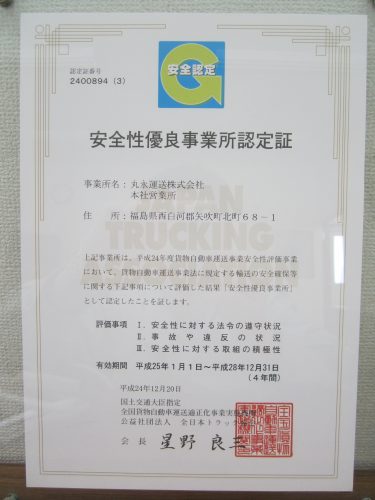 安全認定
認定証番号
2400894 (3)
安全性優良事業所認定証
事業所名：丸永運送株式会社
本社営業所
住　　所：福島県西白河郡矢吹町北町６８－１
JAPAN
TRUCKING
上記事業所は、平成24年度貨物自動車運送事業安全性評価事業
において、貨物自動車運送事業法に規定する輸送の安全確保等
に関する下記事項について評価した結果「安全性優良事業所」
として認定したことを証します。
評価事項　Ⅰ. 安全性に対する法令の遵守状況
Ⅱ. 事故や違反の状況
Ⅲ. 安全性に対する取組の積極性
有効期間　平成25年１月１日～平成28年12月31日
（４年間）
平成24年12月20日
国土交通大臣指定
全国貨物自動車運送適正化事業実施機関
公益社団法人　全日本トラック協会
会長　星野良三